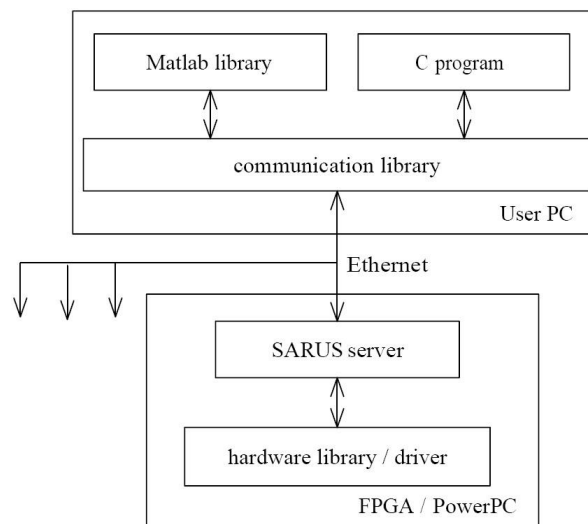 Matlab library
C program
communication library
User PC
Ethernet
SARUS server
hardware library / driver
FPGA / PowerPC